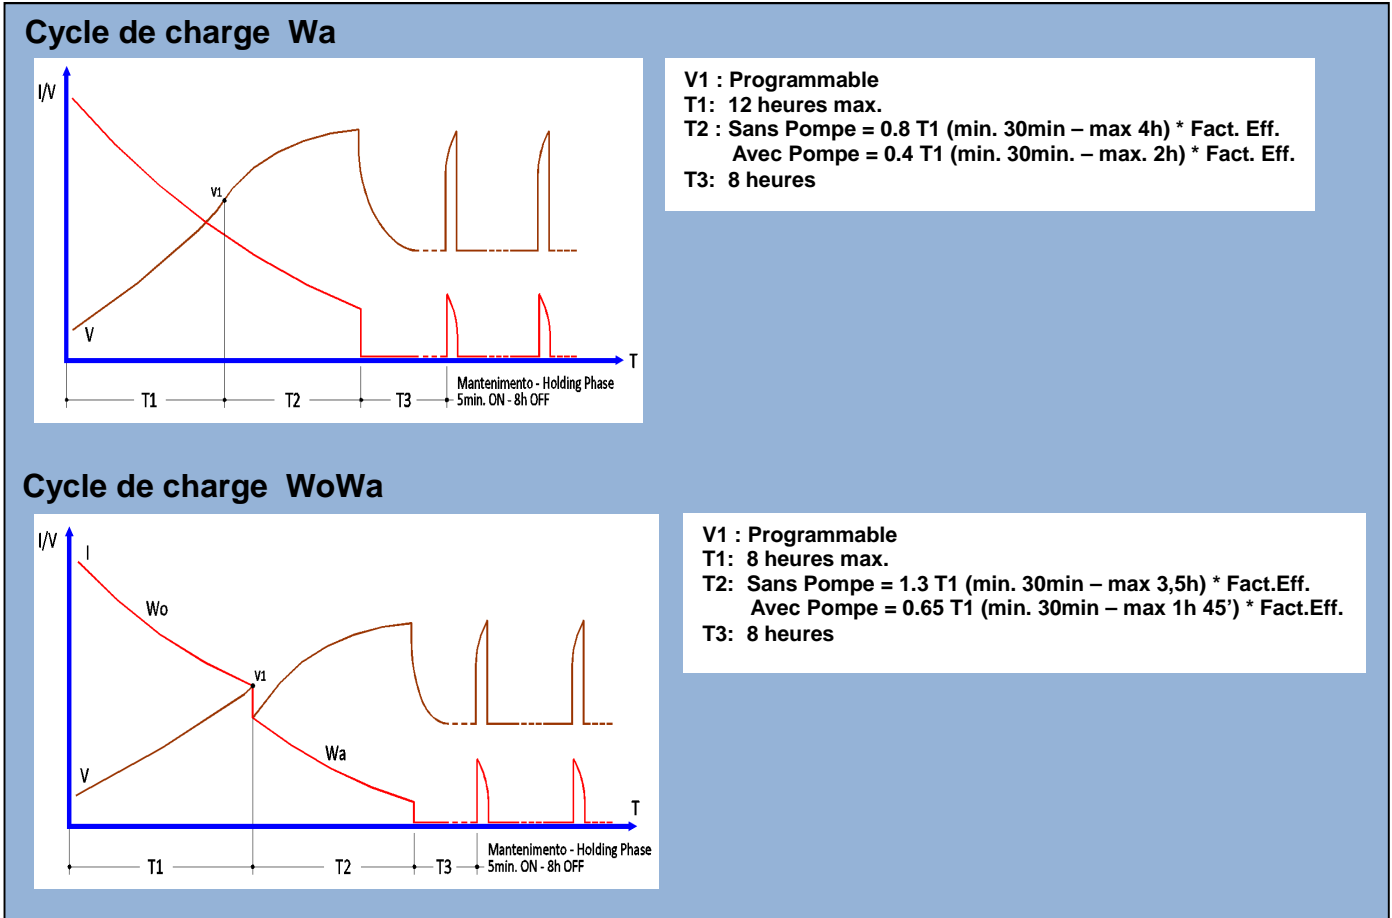 Cycle de charge Wa
I/V
V1
V
T
T1
T2
T3
Mantenimento - Holding Phase
5min. ON - 8h OFF
V1 : Programmable
T1: 12 heures max.
T2 : Sans Pompe = 0.8 T1 (min. 30min – max 4h) * Fact. Eff.
Avec Pompe = 0.4 T1 (min. 30min. – max. 2h) * Fact. Eff.
T3: 8 heures
Cycle de charge WoWa
I/V
I
Wo
V1
V
Wa
T
T1
T2
T3
Mantenimento - Holding Phase
5min. ON - 8h OFF
V1 : Programmable
T1: 8 heures max.
T2: Sans Pompe = 1.3 T1 (min. 30min – max 3,5h) * Fact.Eff.
Avec Pompe = 0.65 T1 (min. 30min – max 1h 45’) * Fact.Eff.
T3: 8 heures